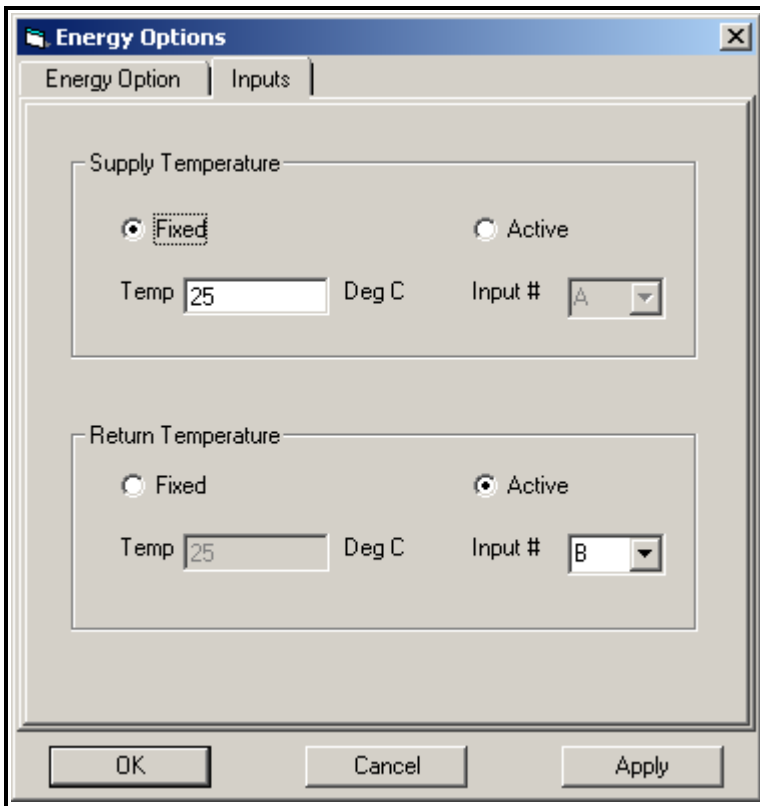 Energy Options
Energy Option Inputs
Supply Temperature
Fixed Active
Temp 25 Deg C Input # A
Return Temperature
Fixed Active
Temp 25 Deg C Input # B
OK Cancel Apply